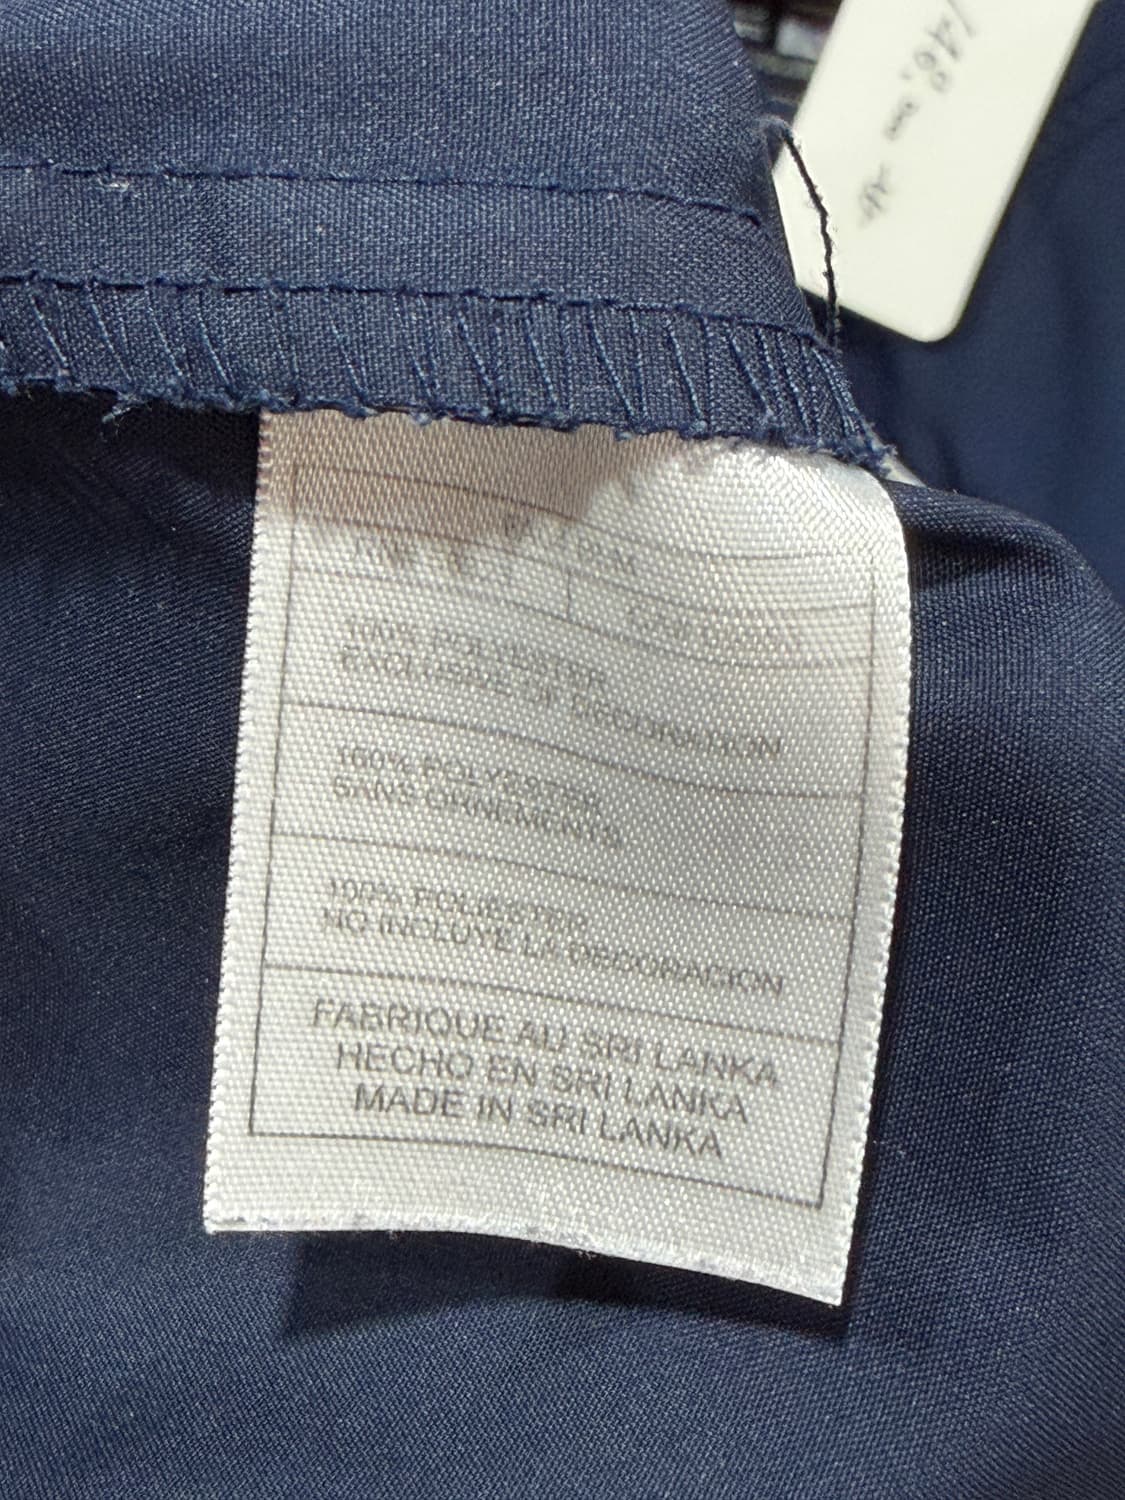 100% POLYESTER
EXCLUSIVE OF DECORATION
100% POLYESTER
SANS ORNEMENTS
100% POLIESTER
NO INCLUYE LA DECORACION
FABRIQUE AU SRI LANKA
HECHO EN SRI LANKA
MADE IN SRI LANKA